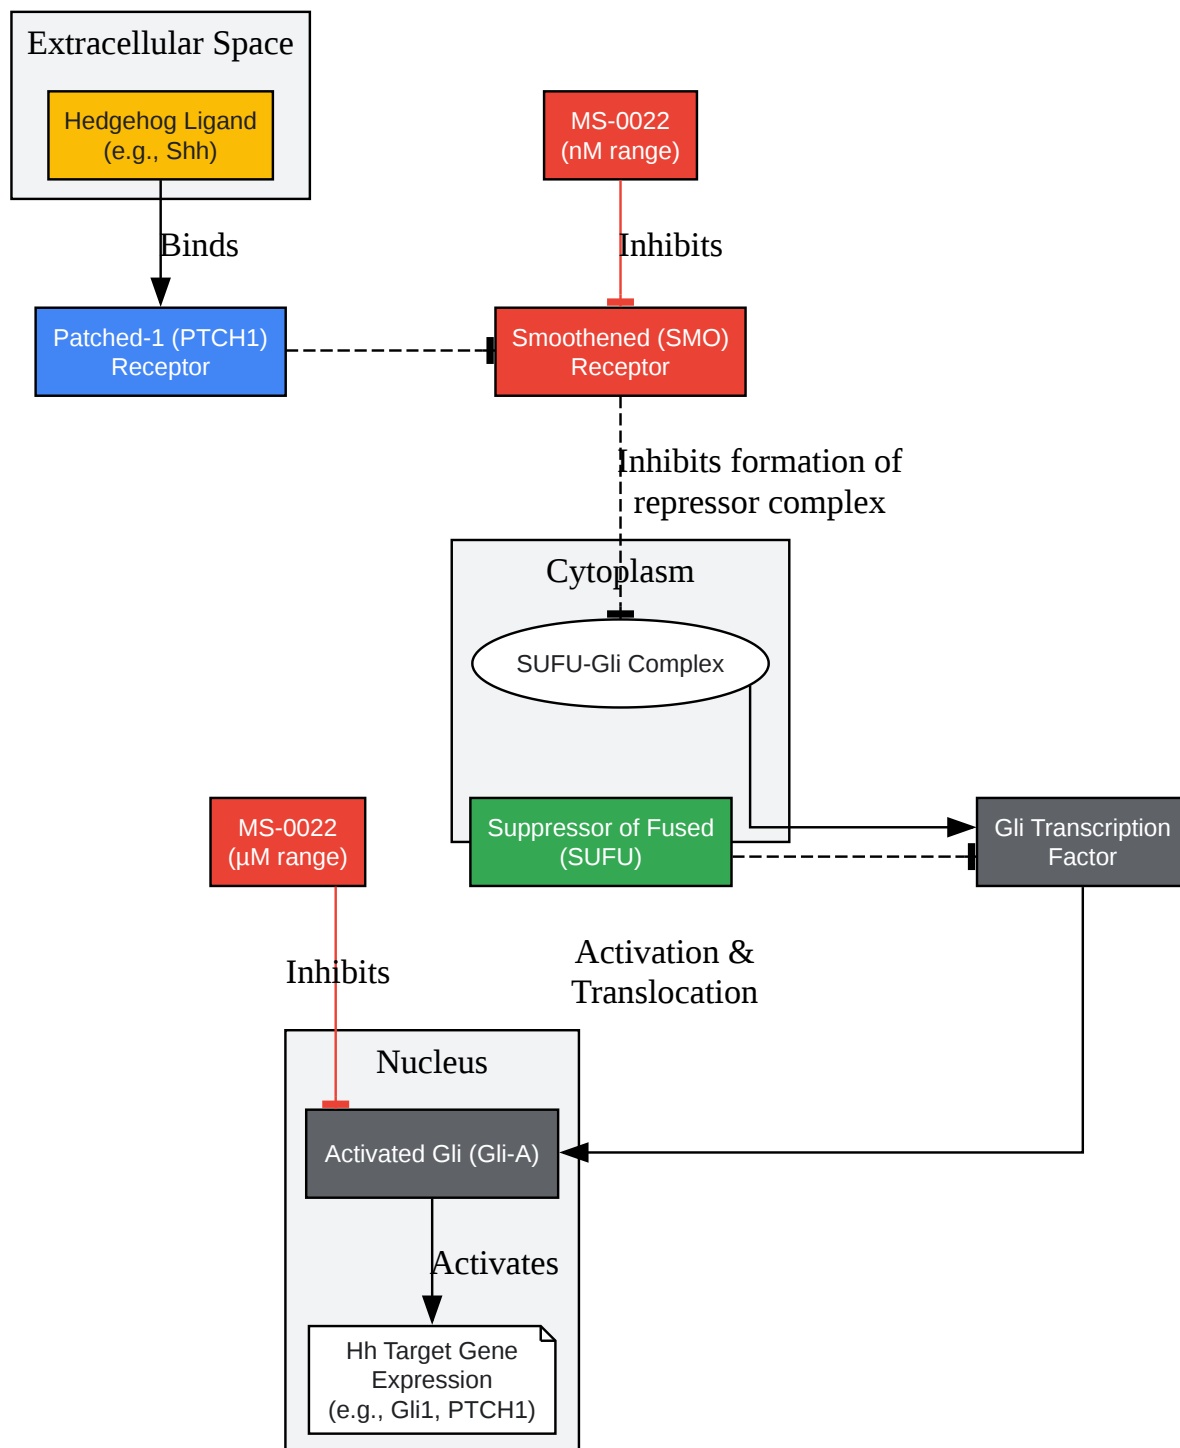 Extracellular Space
Hedgehog Ligand
(e.g., Shh)
MS-0022
(nM range)
Binds
Inhibits
Patched-1 (PTCH1)
Receptor
Smoothened (SMO)
Receptor
Inhibits formation of
repressor complex
Cytoplasm
SUFU-Gli Complex
MS-0022
(µM range)
Suppressor of Fused
(SUFU)
Gli Transcription
Factor
Inhibits
Activation &
Translocation
Nucleus
Activated Gli (Gli-A)
Activates
Hh Target Gene
Expression
(e.g., Gli1, PTCH1)